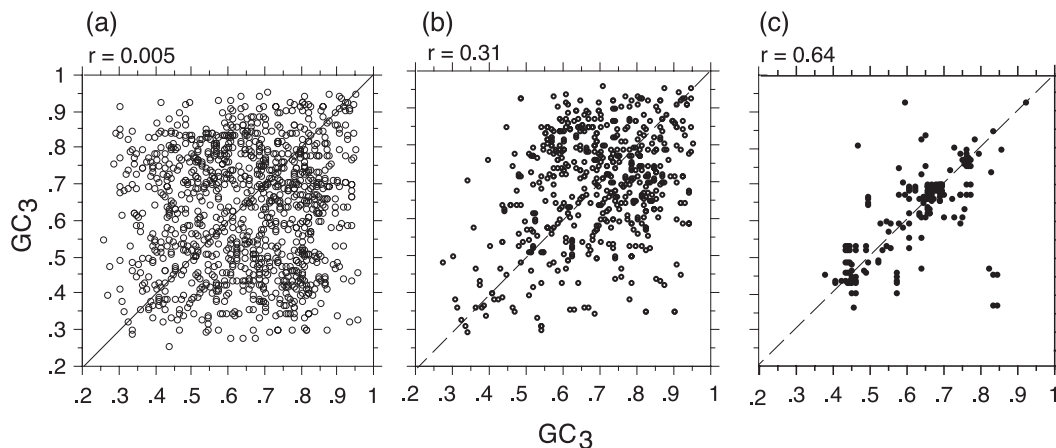 (a) (b) (c)
r = 0.005 r = 0.31 r = 0.64
1
.9
.8
.7
.6
.5
.4
.3
.2
GC3
.2 .3 .4 .5 .6 .7 .8 .9 1 .2 .3 .4 .5 .6 .7 .8 .9 1 .2 .3 .4 .5 .6 .7 .8 .9 1
GC3